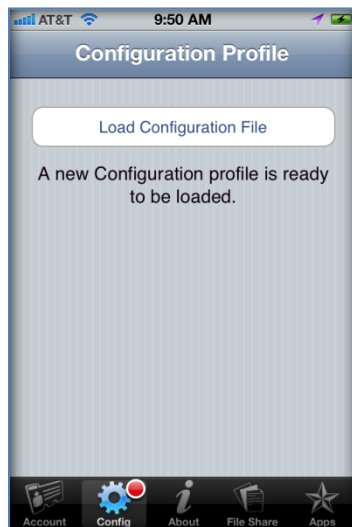 AT&T 9:50 AM
Configuration Profile
Load Configuration File
A new Configuration profile is ready
to be loaded.
Account Config About File Share Apps